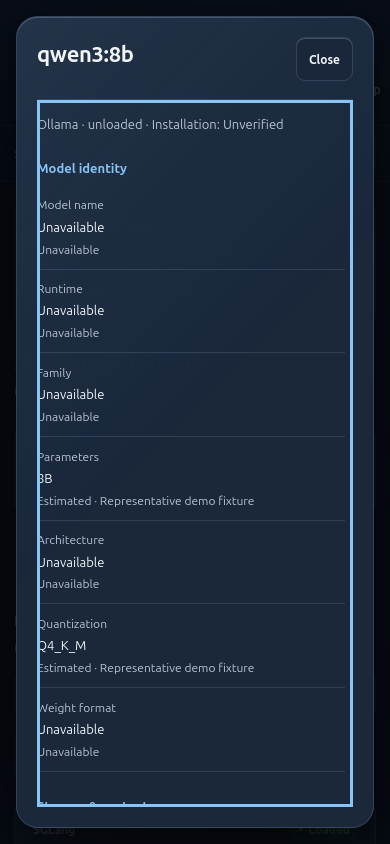 qwen3:8b
Close
Ollama · unloaded · Installation: Unverified
Model identity
Model name
Unavailable
Unavailable
Runtime
Unavailable
Unavailable
Family
Unavailable
Unavailable
Parameters
8B
Estimated · Representative demo fixture
Architecture
Unavailable
Unavailable
Quantization
Q4_K_M
Estimated · Representative demo fixture
Weight format
Unavailable
Unavailable
SGLang
Loaded